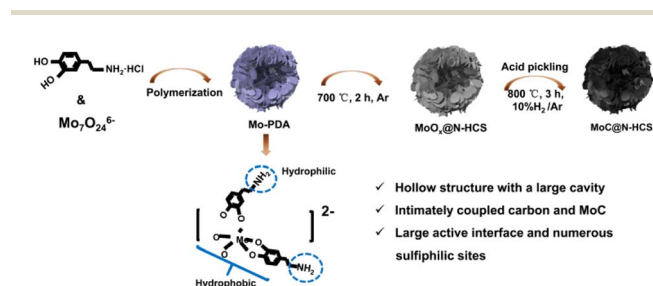 HO
HO
NH₂·HCl
&
Mo₇O₂₄⁶⁻
Polymerization
Mo-PDA
700 ℃, 2 h, Ar
MoOₓ@N-HCS
Acid pickling
800 ℃, 3 h,
10%H₂ /Ar
MoC@N-HCS
NH₂
Hydrophilic
O
O
2-
O
M
O
O
O
NH₂
Hydrophobic
✓ Hollow structure with a large cavity
✓ Intimately coupled carbon and MoC
✓ Large active interface and numerous
sulfiphilic sites